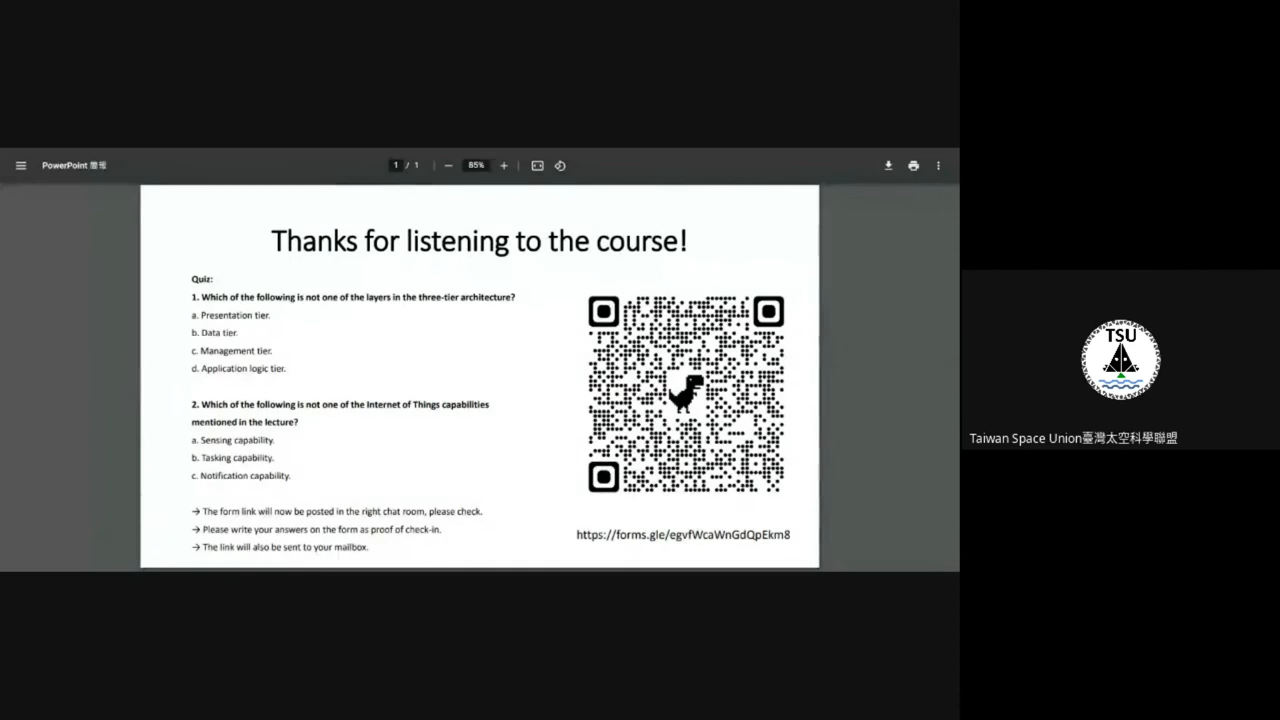 PowerPoint 簡報
1 / 1
85%
Thanks for listening to the course!
Quiz:
1. Which of the following is not one of the layers in the three-tier architecture?
a. Presentation tier.
b. Data tier.
c. Management tier.
d. Application logic tier.
2. Which of the following is not one of the Internet of Things capabilities
mentioned in the lecture?
a. Sensing capability.
b. Tasking capability.
c. Notification capability.
→ The form link will now be posted in the right chat room, please check.
→ Please write your answers on the form as proof of check-in.
→ The link will also be sent to your mailbox.
https://forms.gle/egvfWcaWnGdQpEkm8
TSU
Taiwan Space Union臺灣太空科學聯盟